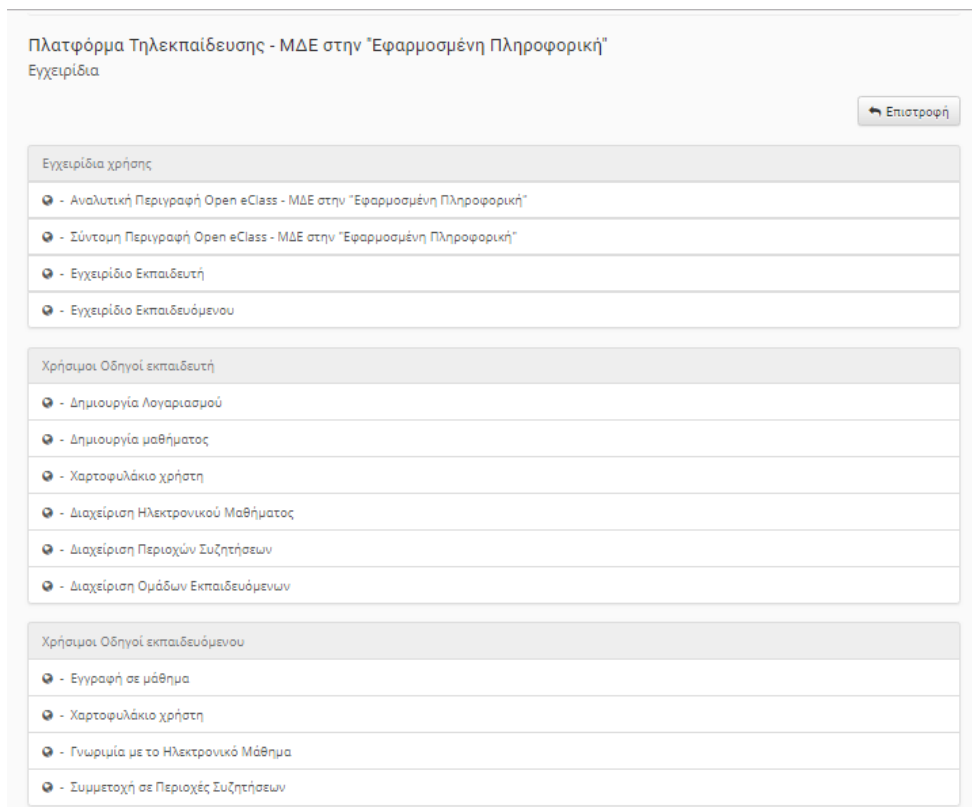 Πλατφόρμα Τηλεκπαίδευσης - ΜΔΕ στην "Εφαρμοσμένη Πληροφορική"
Εγχειρίδια
Επιστροφή
Εγχειρίδια χρήσης
- Αναλυτική Περιγραφή Open eClass - ΜΔΕ στην "Εφαρμοσμένη Πληροφορική"
- Σύντομη Περιγραφή Open eClass - ΜΔΕ στην "Εφαρμοσμένη Πληροφορική"
- Εγχειρίδιο Εκπαιδευτή
- Εγχειρίδιο Εκπαιδευόμενου
Χρήσιμοι Οδηγοί εκπαιδευτή
- Δημιουργία Λογαριασμού
- Δημιουργία μαθήματος
- Χαρτοφυλάκιο χρήστη
- Διαχείριση Ηλεκτρονικού Μαθήματος
- Διαχείριση Περιοχών Συζητήσεων
- Διαχείριση Ομάδων Εκπαιδευόμενων
Χρήσιμοι Οδηγοί εκπαιδευόμενου
- Εγγραφή σε μάθημα
- Χαρτοφυλάκιο χρήστη
- Γνωριμία με το Ηλεκτρονικό Μάθημα
- Συμμετοχή σε Περιοχές Συζητήσεων